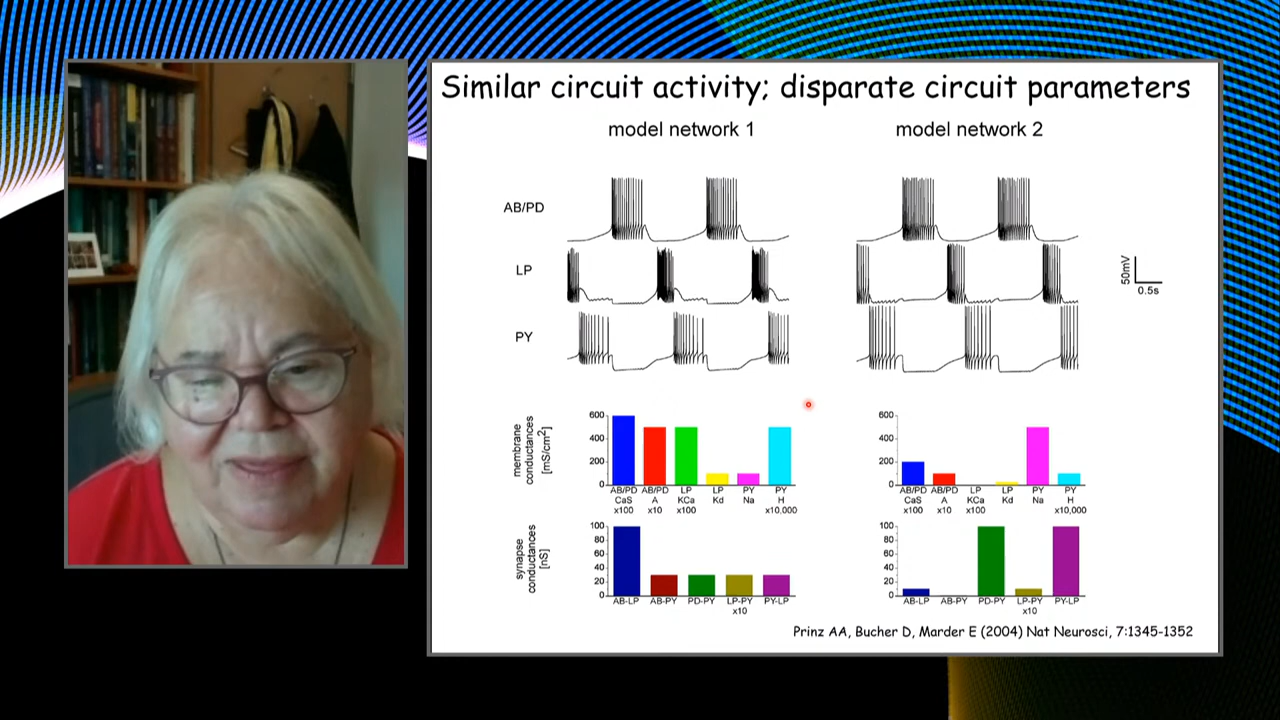 Similar circuit activity; disparate circuit parameters
model network 1
model network 2
AB/PD
LP
PY
50mV
0.5s
membrane
conductances
[mS/cm2]
600
400
200
0
AB/PD AB/PD LP LP PY PY
CaS A KCa Kd Na H
x100 x10 x100 x10,000
600
400
200
0
AB/PD AB/PD LP LP PY PY
CaS A KCa Kd Na H
x100 x10 x100 x10,000
synapse
conductances
[nS]
100
80
60
40
20
0
AB-LP AB-PY PD-PY LP-PY PY-LP
x10
100
80
60
40
20
0
AB-LP AB-PY PD-PY LP-PY PY-LP
x10
Prinz AA, Bucher D, Marder E (2004) Nat Neurosci, 7:1345-1352